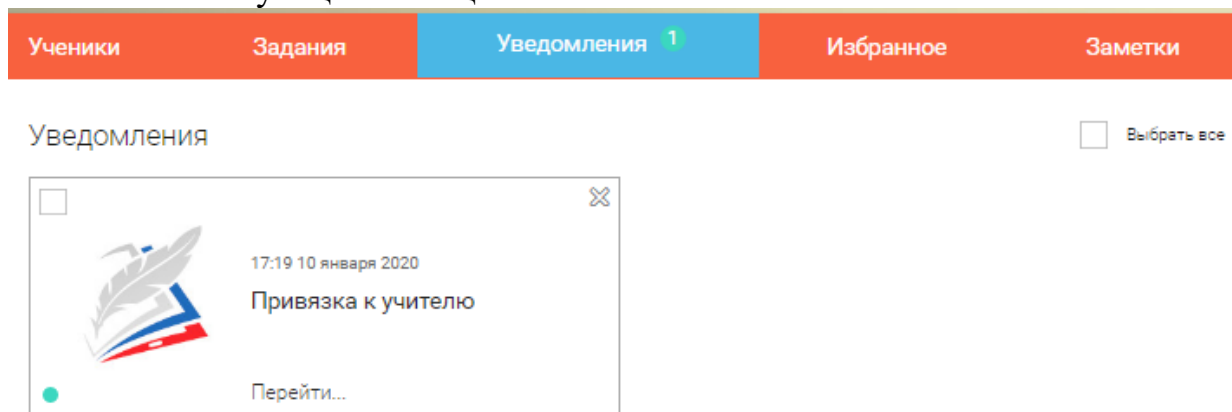 Ученики Задания Уведомления 1 Избранное Заметки
Уведомления
Выбрать все
17:19 10 января 2020
Привязка к учителю
Перейти...